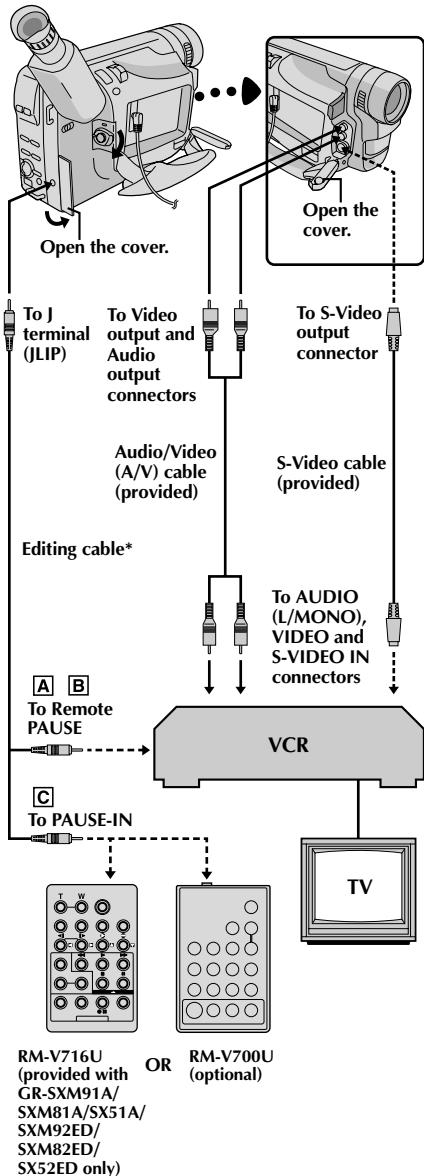 Open the cover.
Open the
cover.
To J
terminal
(JLIP)
To Video
output and
Audio
output
connectors
To S-Video
output
connector
Audio/Video
(A/V) cable
(provided)
S-Video cable
(provided)
Editing cable*
To AUDIO
(L/MONO),
VIDEO and
S-VIDEO IN
connectors
A B
To Remote
PAUSE
VCR
C
To PAUSE-IN
TV
T W
RM-V716U
(provided with
GR-SXM91A/
SXM81A/SX51A/
SXM92ED/
SXM82ED/
SX52ED only)
OR
RM-V700U
(optional)